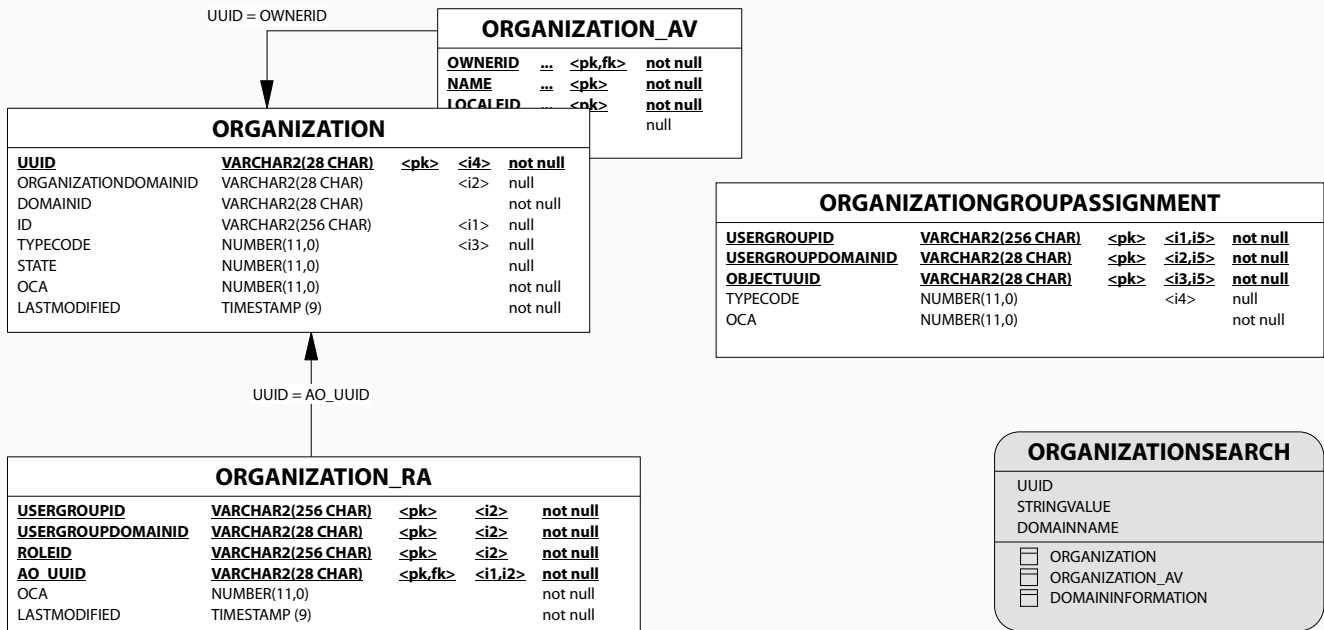 UUID = OWNERID
ORGANIZATION_AV
OWNERID ... <pk,fk> not null
NAME ... <pk> not null
LOCALEID ... <pk> not null
null
ORGANIZATION
UUID VARCHAR2(28 CHAR) <pk> <i4> not null
ORGANIZATIONDOMAINID VARCHAR2(28 CHAR) <i2> null
DOMAINID VARCHAR2(28 CHAR) not null
ID VARCHAR2(256 CHAR) <i1> null
TYPECODE NUMBER(11,0) <i3> null
STATE NUMBER(11,0) null
OCA NUMBER(11,0) not null
LASTMODIFIED TIMESTAMP (9) not null
ORGANIZATIONGROUPASSIGNMENT
USERGROUPID VARCHAR2(256 CHAR) <pk> <i1,i5> not null
USERGROUPDOMAINID VARCHAR2(28 CHAR) <pk> <i2,i5> not null
OBJECTUUID VARCHAR2(28 CHAR) <pk> <i3,i5> not null
TYPECODE NUMBER(11,0) <i4> null
OCA NUMBER(11,0) not null
UUID = AO_UUID
ORGANIZATION_RA
USERGROUPID VARCHAR2(256 CHAR) <pk> <i2> not null
USERGROUPDOMAINID VARCHAR2(28 CHAR) <pk> <i2> not null
ROLEID VARCHAR2(256 CHAR) <pk> <i2> not null
AO_UUID VARCHAR2(28 CHAR) <pk,fk> <i1,i2> not null
OCA NUMBER(11,0) not null
LASTMODIFIED TIMESTAMP (9) not null
ORGANIZATIONSEARCH
UUID
STRINGVALUE
DOMAINNAME
ORGANIZATION
ORGANIZATION_AV
DOMAININFORMATION